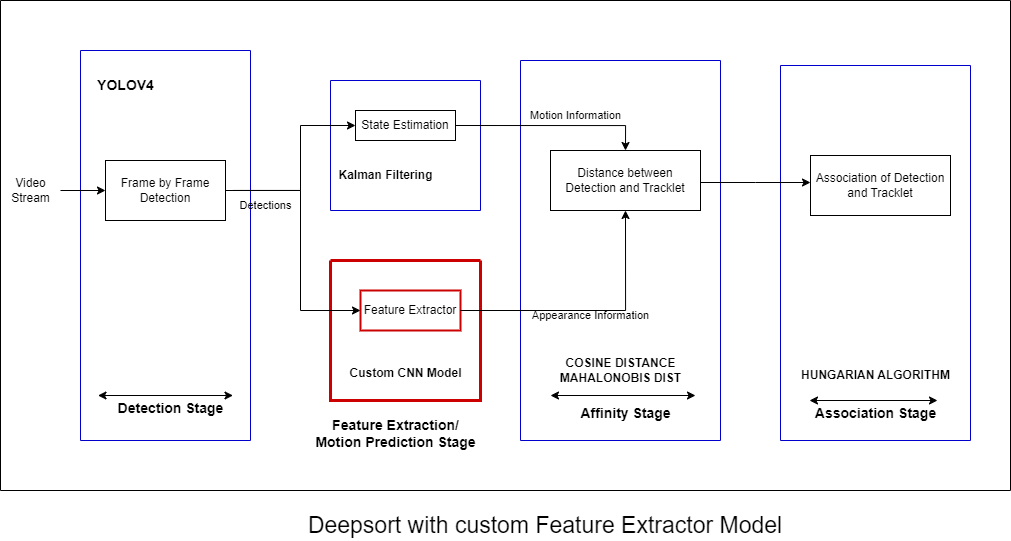 YOLOV4
Video
Stream
Frame by Frame
Detection
Detections
Detection Stage
State Estimation
Kalman Filtering
Feature Extractor
Custom CNN Model
Feature Extraction/
Motion Prediction Stage
Motion Information
Distance between
Detection and Tracklet
Appearance Information
COSINE DISTANCE
MAHALONOBIS DIST
Affinity Stage
Association of Detection
and Tracklet
HUNGARIAN ALGORITHM
Association Stage
Deepsort with custom Feature Extractor Model